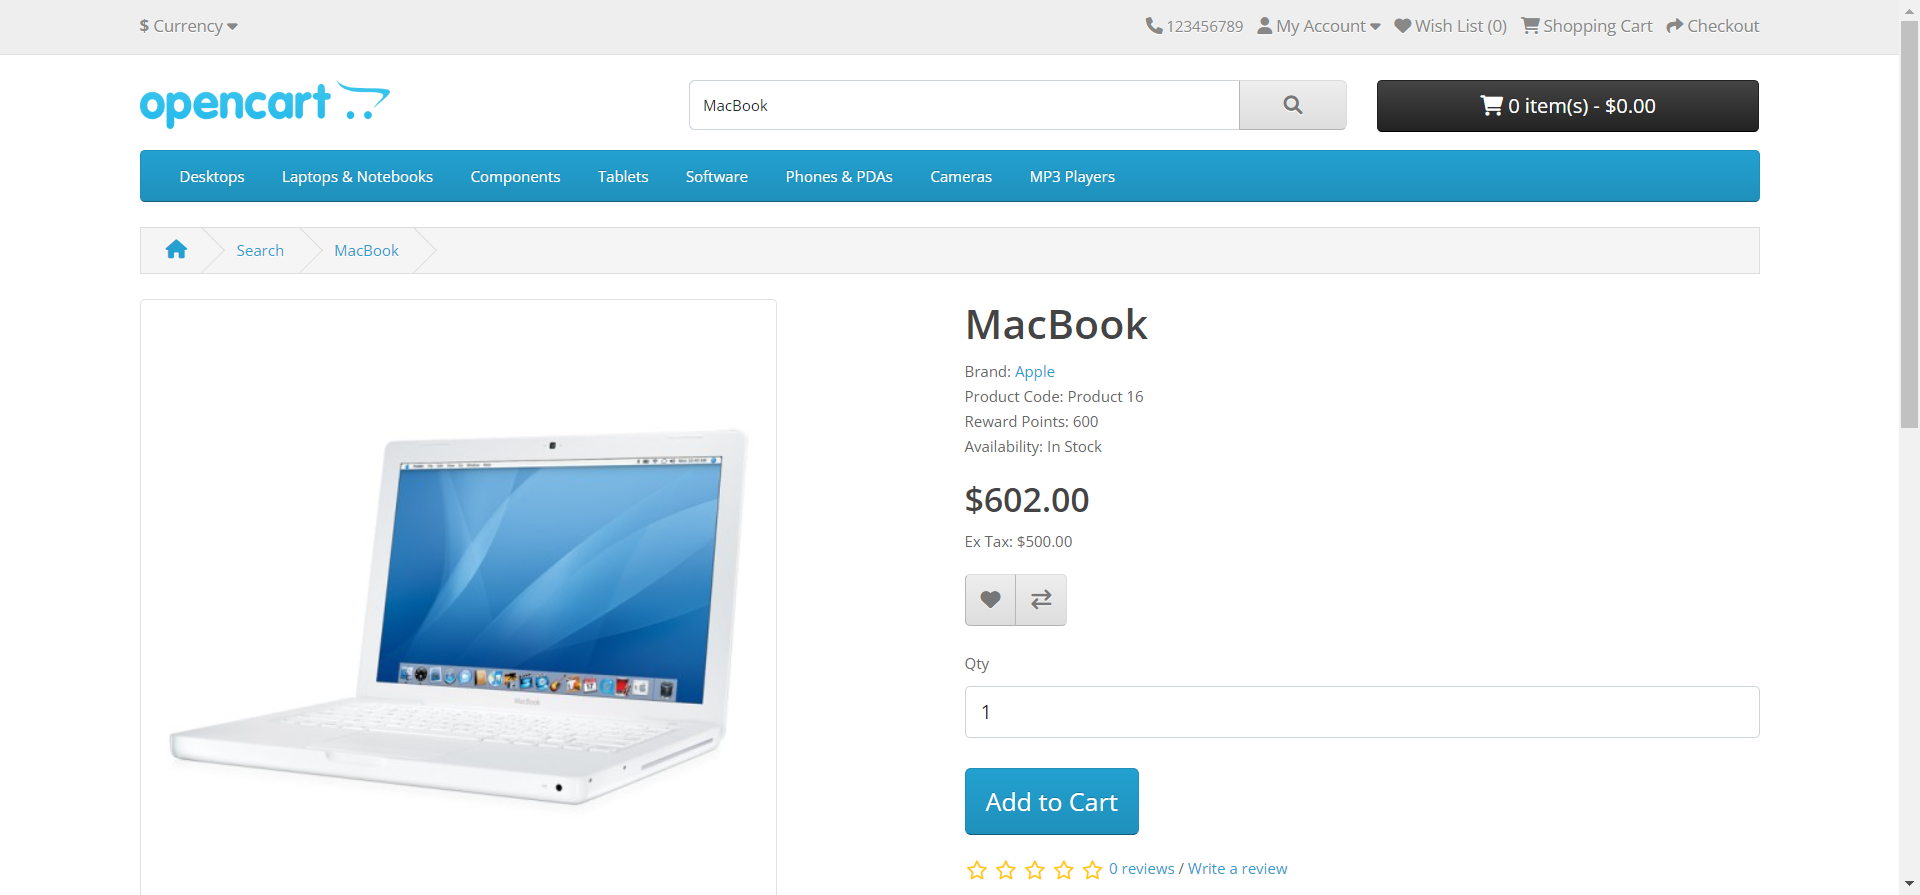 $ Currency
123456789 My Account Wish List (0) Shopping Cart Checkout
opencart
MacBook
0 item(s) - $0.00
Desktops Laptops & Notebooks Components Tablets Software Phones & PDAs Cameras MP3 Players
Search MacBook
MacBook
Brand: Apple
Product Code: Product 16
Reward Points: 600
Availability: In Stock
$602.00
Ex Tax: $500.00
Qty
1
Add to Cart
0 reviews / Write a review
MacBook